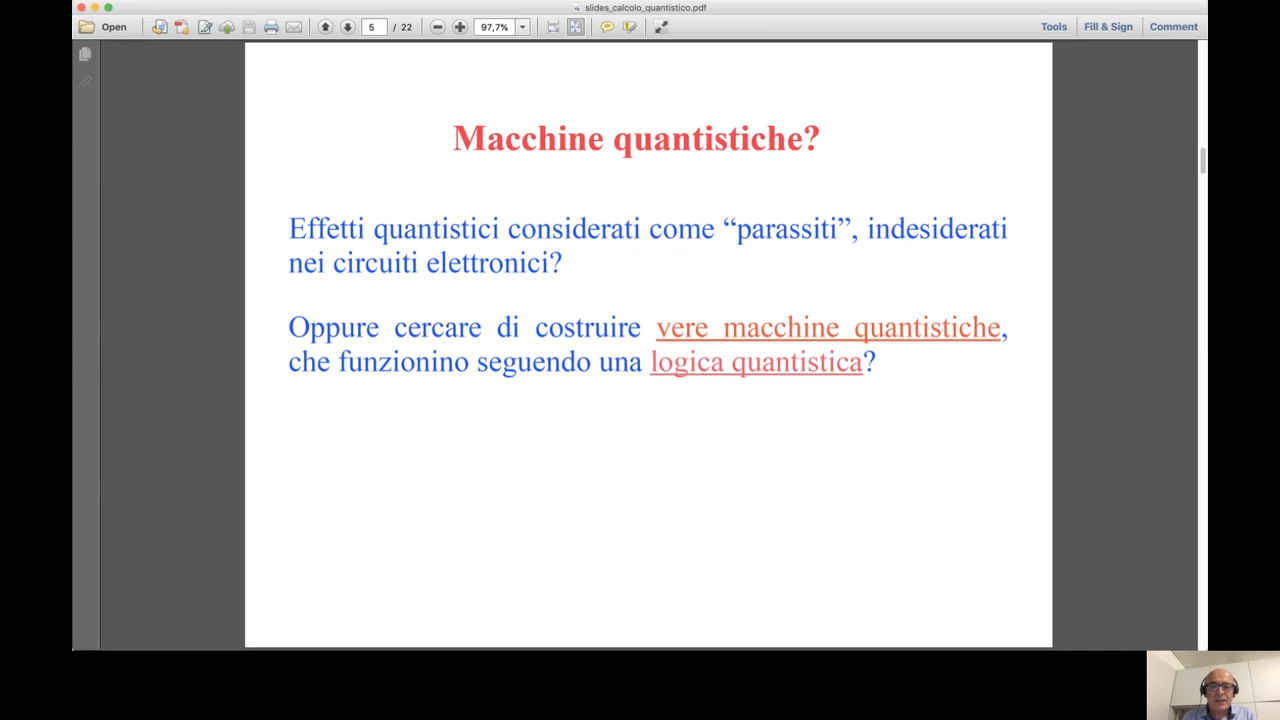 slides_calcolo_quantistico.pdf
Open 5 / 22 97,7% Tools Fill & Sign Comment
Macchine quantistiche?
Effetti quantistici considerati come “parassiti”, indesiderati
nei circuiti elettronici?
Oppure cercare di costruire vere macchine quantistiche,
che funzionino seguendo una logica quantistica?